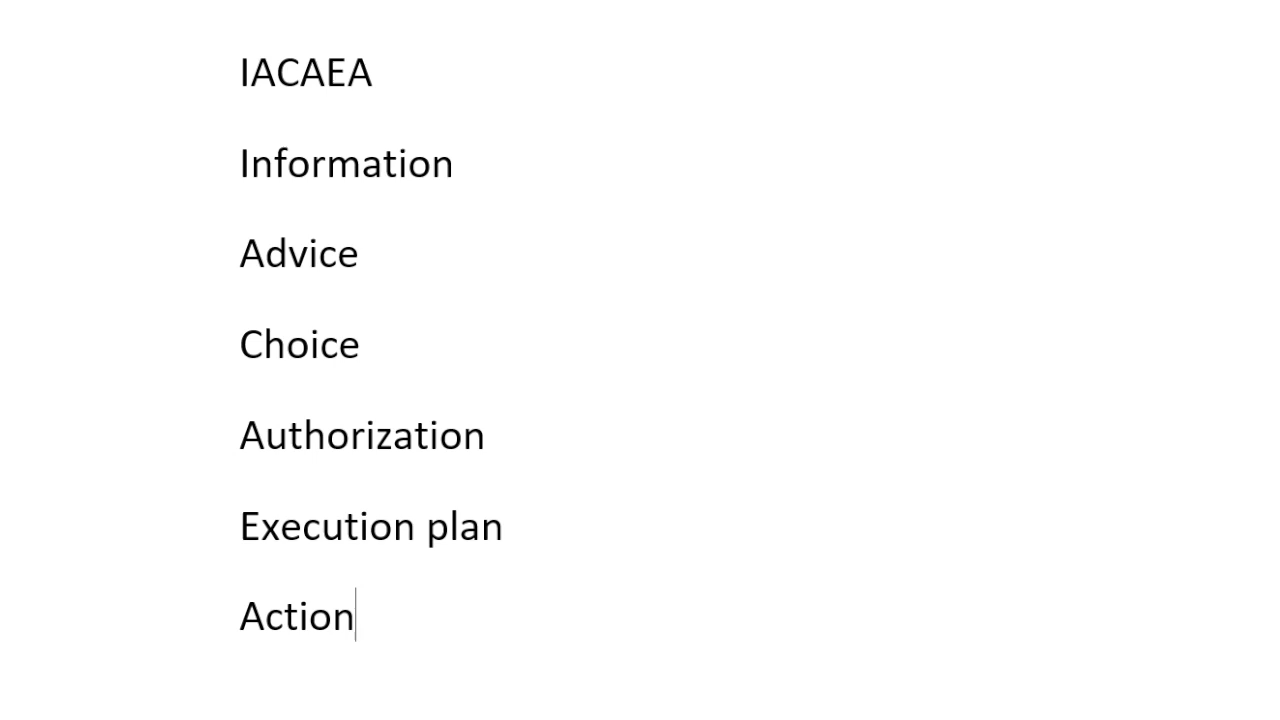 IACAEA
Information
Advice
Choice
Authorization
Execution plan
Action